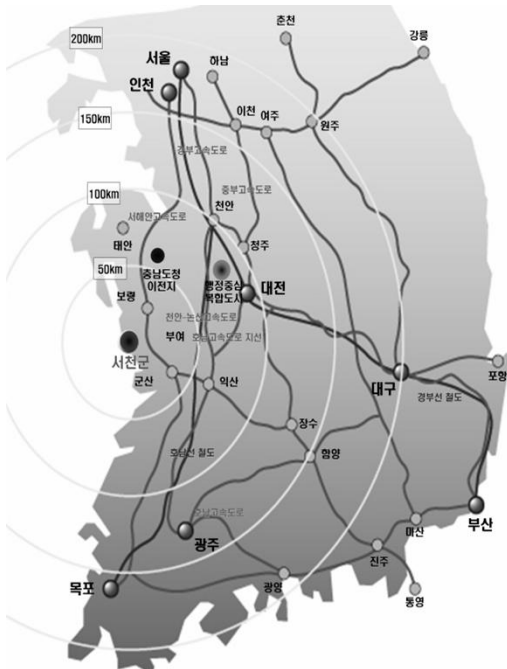 200km
춘천
강릉
서울
하남
인천
150km
이천
여주
원주
경부고속도로
중부고속도로
100km
천안
서해안고속도로
태안
청주
50km
충남도청
이전지
행정중심
복합도시
대전
보령
천안-논산고속도로
부여
호남고속도로 지선
서천군
군산
익산
대구
포항
경부선 철도
장수
호남선 철도
함양
호남고속도로
광주
마산
부산
목포
광양
진주
통영